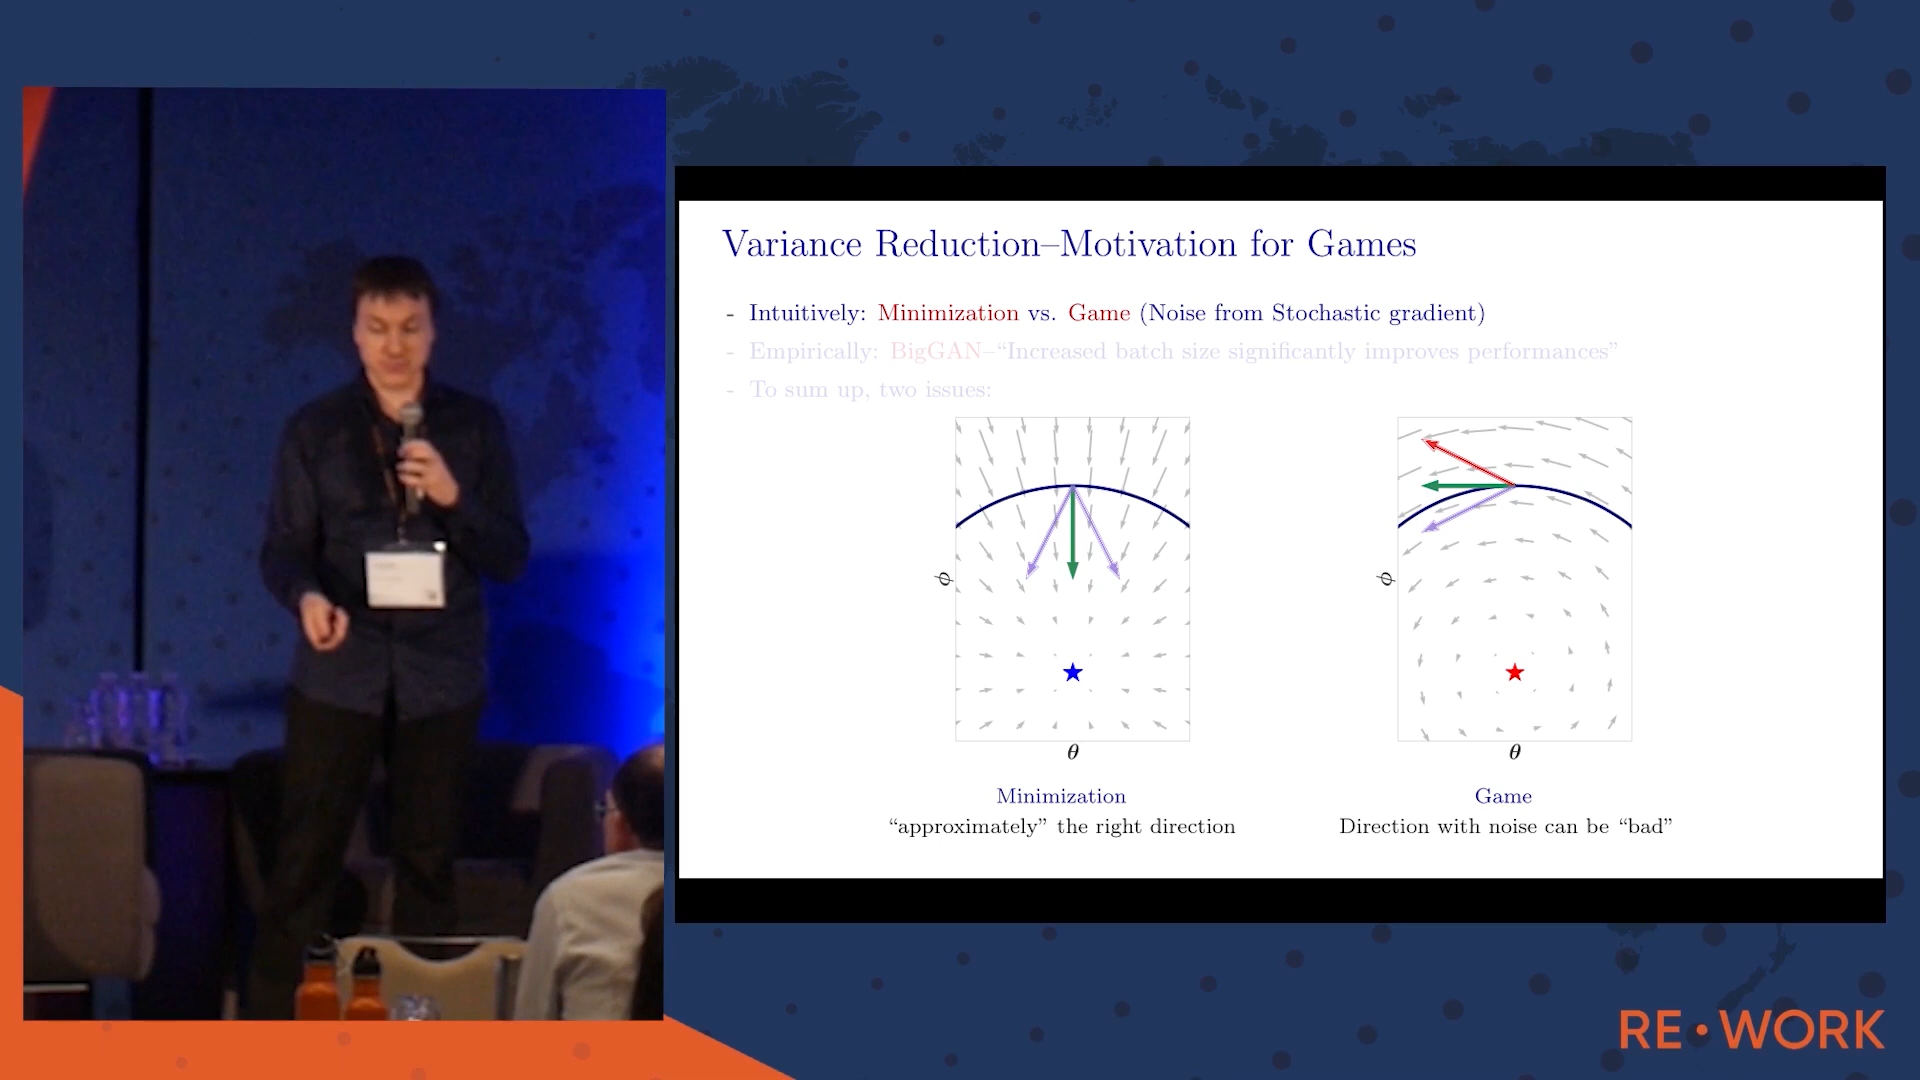 Variance Reduction–Motivation for Games
- Intuitively: Minimization vs. Game (Noise from Stochastic gradient)
- Empirically: BigGAN–“Increased batch size significantly improves performances”
- To sum up, two issues:
ϕ
θ
ϕ
θ
Minimization
“approximately” the right direction
Game
Direction with noise can be “bad”
RE•WORK